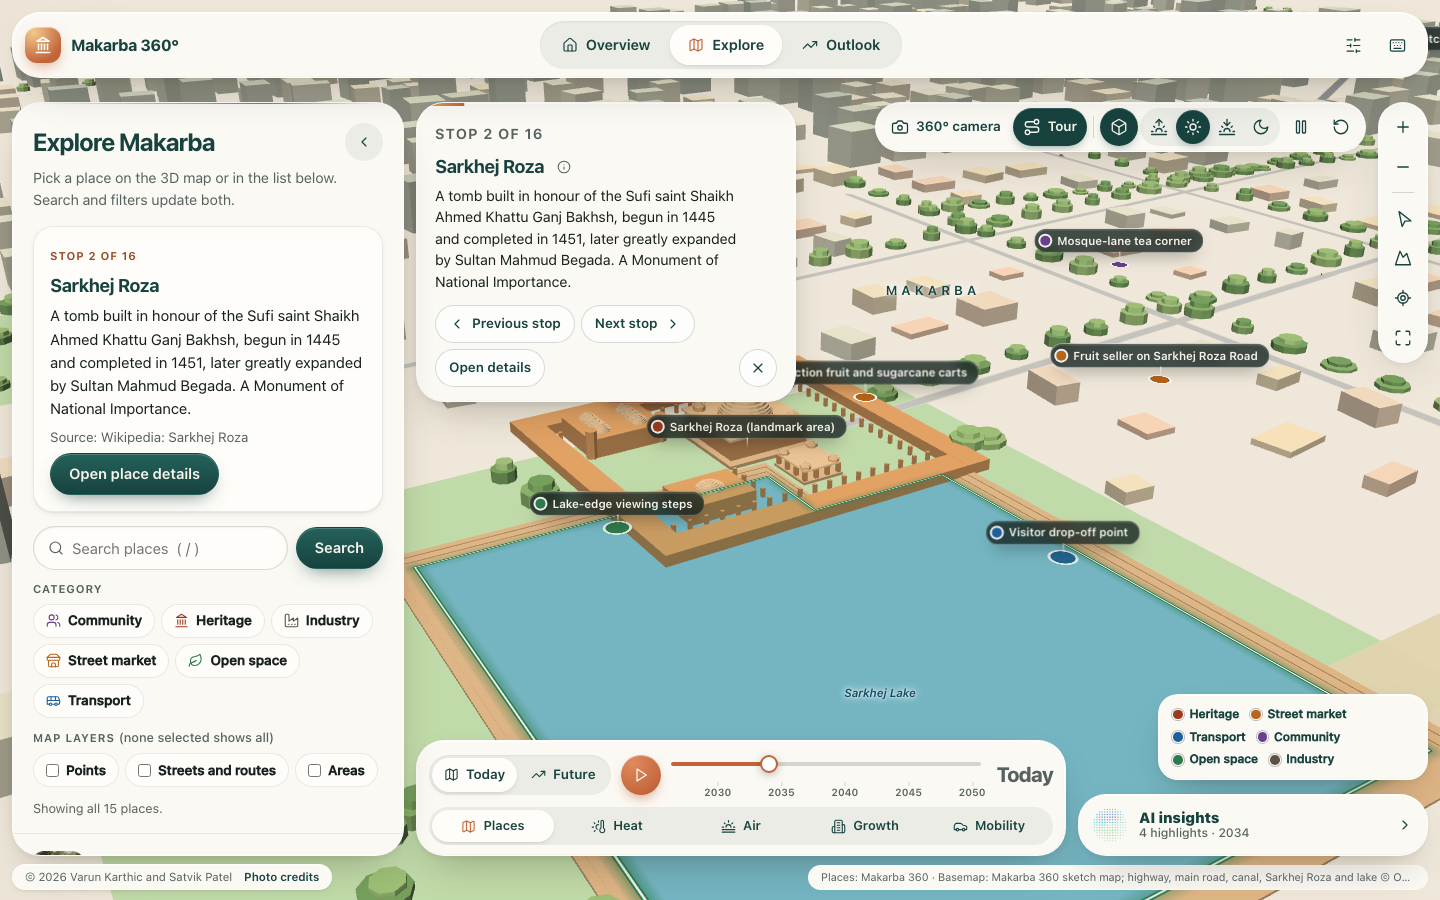 Makarba 360°
Overview
Explore
Outlook
Explore Makarba
Pick a place on the 3D map or in the list below.
Search and filters update both.
STOP 2 OF 16
Sarkhej Roza
A tomb built in honour of the Sufi saint Shaikh
Ahmed Khattu Ganj Bakhsh, begun in 1445
and completed in 1451, later greatly expanded
by Sultan Mahmud Begada. A Monument of
National Importance.
Source: Wikipedia: Sarkhej Roza
Open place details
Search places ( / )
Search
CATEGORY
Community
Heritage
Industry
Street market
Open space
Transport
MAP LAYERS (none selected shows all)
Points
Streets and routes
Areas
Showing all 15 places.
© 2026 Varun Karthic and Satvik Patel
Photo credits
STOP 2 OF 16
Sarkhej Roza
A tomb built in honour of the Sufi saint Shaikh
Ahmed Khattu Ganj Bakhsh, begun in 1445
and completed in 1451, later greatly expanded
by Sultan Mahmud Begada. A Monument of
National Importance.
Previous stop
Next stop
Open details
360° camera
Tour
Mosque-lane tea corner
MAKARBA
Fruit seller on Sarkhej Roza Road
ction fruit and sugarcane carts
Sarkhej Roza (landmark area)
Lake-edge viewing steps
Visitor drop-off point
Sarkhej Lake
Heritage
Street market
Transport
Community
Open space
Industry
Today
Future
2030
2035
2040
2045
2050
Today
Places
Heat
Air
Growth
Mobility
AI insights
4 highlights · 2034
Places: Makarba 360 · Basemap: Makarba 360 sketch map; highway, main road, canal, Sarkhej Roza and lake © O...